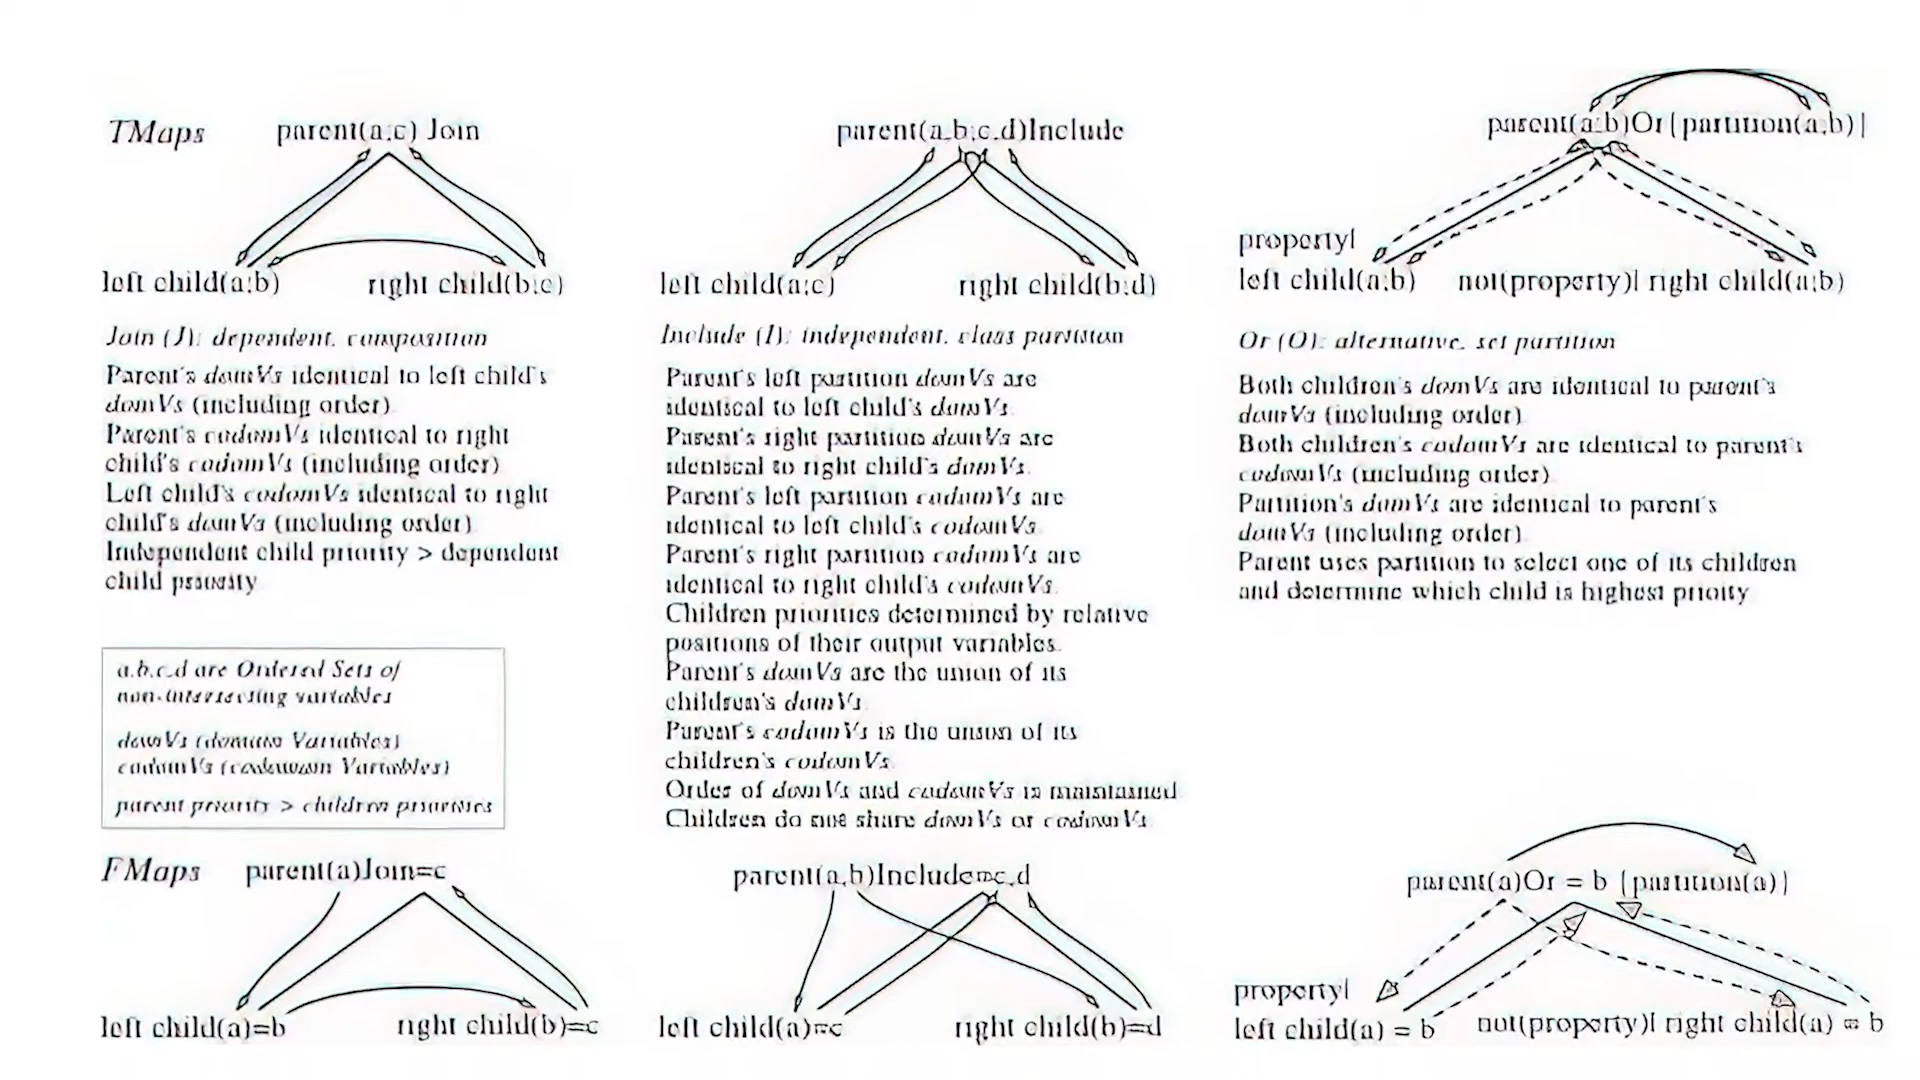 TMaps
parent(a;c) Join
left child(a;b)
right child(b;c)
Join (J): dependent, composition
Parent's domVs identical to left child's
domVs (including order)
Parent's codomVs identical to right
child's codomVs (including order)
Left child's codomVs identical to right
child's domVs (including order)
Independent child priority > dependent
child priority
a,b,c,d are Ordered Sets of
non-intersecting variables
domVs (domain Variables)
codomVs (codomain Variables)
parent priority > children priorities
parent(a,b;c,d)Include
left child(a;c)
right child(b;d)
Include (I): independent, class partition
Parent's left partition domVs are
identical to left child's domVs
Parent's right partition domVs are
identical to right child's domVs
Parent's left partition codomVs are
identical to left child's codomVs
Parent's right partition codomVs are
identical to right child's codomVs
Children priorities determined by relative
positions of their output variables.
Parent's domVs are the union of its
children's domVs
Parent's codomVs is the union of its
children's codomVs
Order of domVs and codomVs is maintained
Children do not share domVs or codomVs
parent(a;b)Or{partition(a,b)}
property|
left child(a;b)
not(property)| right child(a;b)
Or (O): alternative, set partition
Both children's domVs are identical to parent's
domVs (including order)
Both children's codomVs are identical to parent's
codomVs (including order)
Partition's domVs are identical to parent's
domVs (including order)
Parent uses partition to select one of its children
and determine which child is highest priority
FMaps
parent(a)Join=c
left child(a)=b
right child(b)=c
parent(a,b)Include=c,d
left child(a)=c
right child(b)=d
parent(a)Or = b {partition(a)}
property|
left child(a) = b
not(property)| right child(a) = b